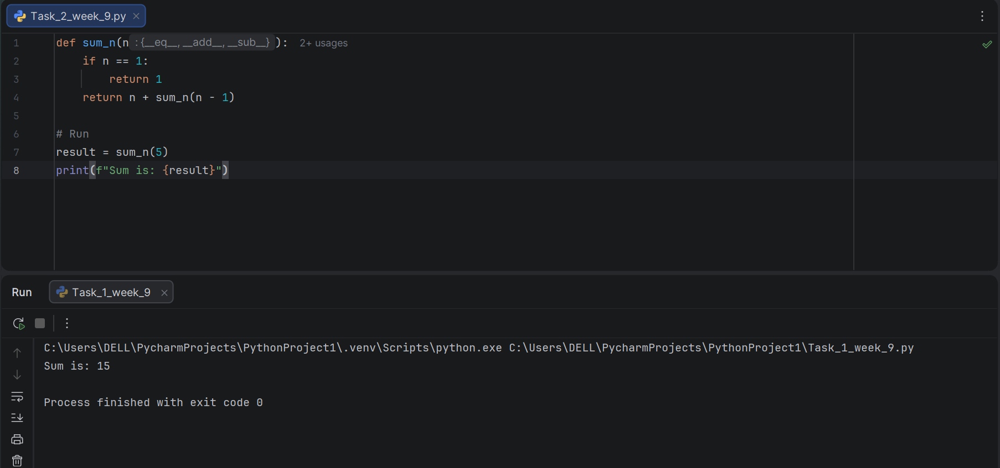 Task_2_week_9.py
1 def sum_n(n : {__eq__, __add__, __sub__} ): 2+ usages
2 if n == 1:
3 return 1
4 return n + sum_n(n - 1)
5
6 # Run
7 result = sum_n(5)
8 print(f"Sum is: {result}")
Run Task_1_week_9
C:\Users\DELL\PycharmProjects\PythonProject1\.venv\Scripts\python.exe C:\Users\DELL\PycharmProjects\PythonProject1\Task_1_week_9.py
Sum is: 15
Process finished with exit code 0